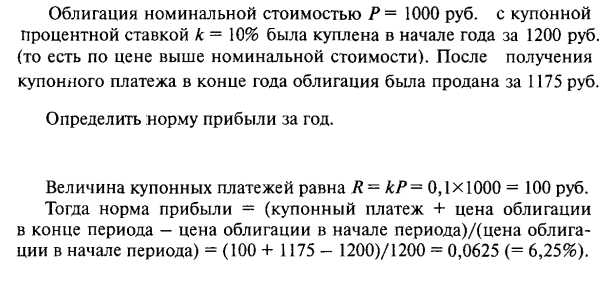 Облигация номинальной стоимостью P = 1000 руб. с купонной
процентной ставкой k = 10% была куплена в начале года за 1200 руб.
(то есть по цене выше номинальной стоимости). После получения
купонного платежа в конце года облигация была продана за 1175 руб.
Определить норму прибыли за год.
Величина купонных платежей равна R = kP = 0,1×1000 = 100 руб.
Тогда норма прибыли = (купонный платеж + цена облигации
в конце периода − цена облигации в начале периода)/(цена облига-
ции в начале периода) = (100 + 1175 − 1200)/1200 = 0,0625 (= 6,25%).